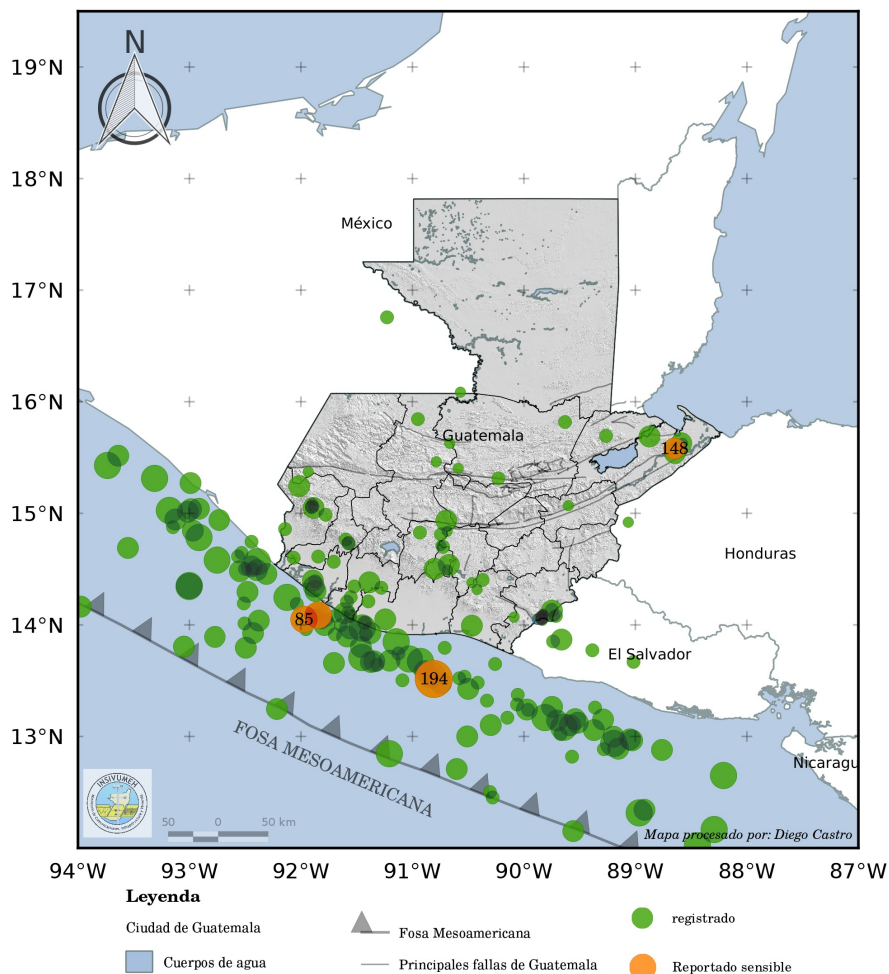 N
19°N
18°N
México
17°N
16°N
Guatemala
148
15°N
Honduras
14°N
85
El Salvador
194
13°N
FOSA MESOAMERICANA
Nicaragu
INSIVUMEH
50 0 50 km
Mapa procesado por: Diego Castro
94°W 93°W 92°W 91°W 90°W 89°W 88°W 87°W
Leyenda
Ciudad de Guatemala
Fosa Mesoamericana
registrado
Cuerpos de agua
Principales fallas de Guatemala
Reportado sensible